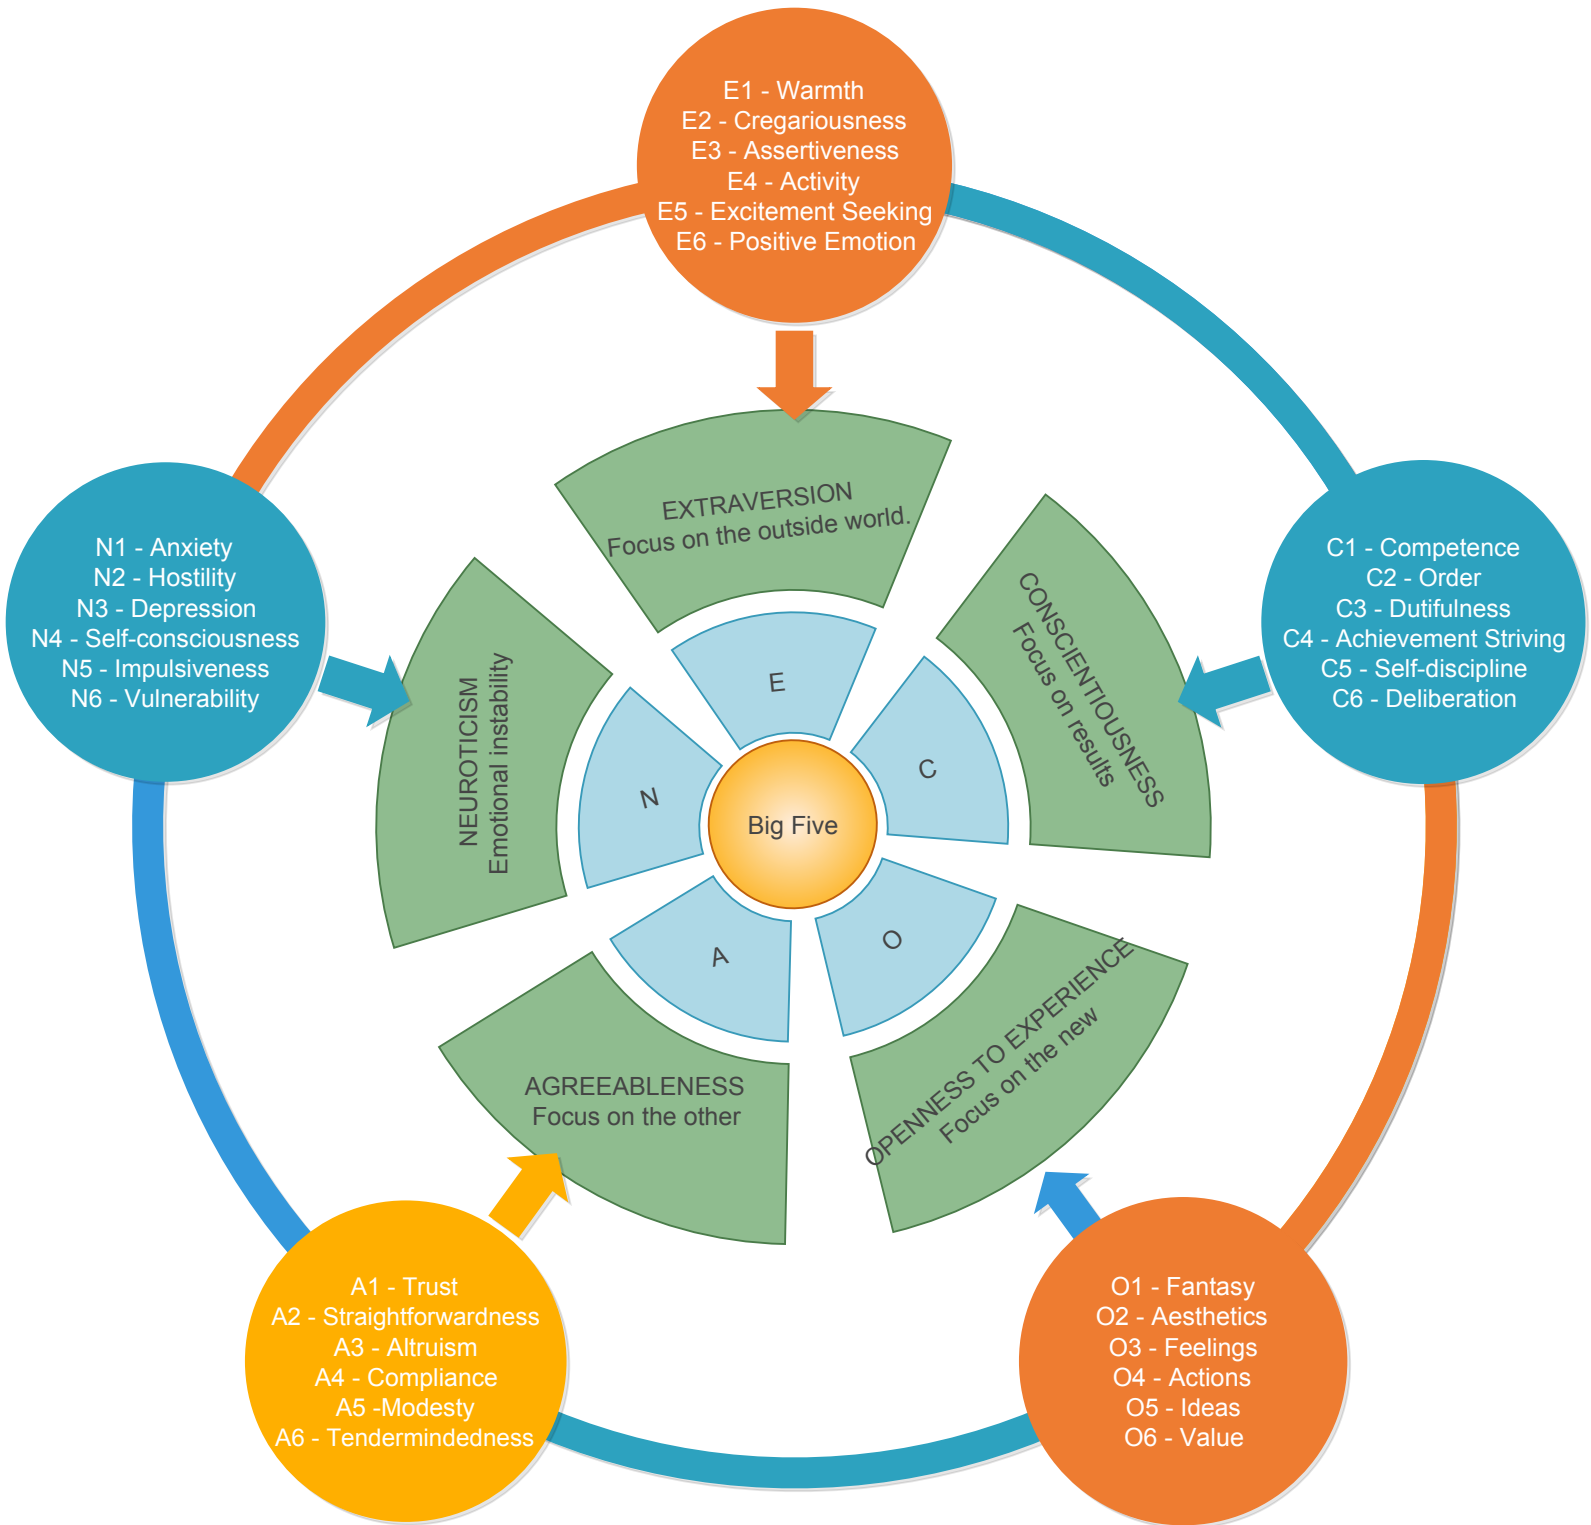 E1 - Warmth
E2 - Cregariousness
E3 - Assertiveness
E4 - Activity
E5 - Excitement Seeking
E6 - Positive Emotion
EXTRAVERSION
Focus on the outside world.
N1 - Anxiety
N2 - Hostility
N3 - Depression
N4 - Self-consciousness
N5 - Impulsiveness
N6 - Vulnerability
C1 - Competence
C2 - Order
C3 - Dutifulness
C4 - Achievement Striving
C5 - Self-discipline
C6 - Deliberation
NEUROTICISM
Emotional instability
CONSCIENTIOUSNESS
Focus on results
E
N
C
Big Five
A
O
AGREEABLENESS
Focus on the other
OPENNESS TO EXPERIENCE
Focus on the new
A1 - Trust
A2 - Straightforwardness
A3 - Altruism
A4 - Compliance
A5 -Modesty
A6 - Tendermindedness
O1 - Fantasy
O2 - Aesthetics
O3 - Feelings
O4 - Actions
O5 - Ideas
O6 - Value